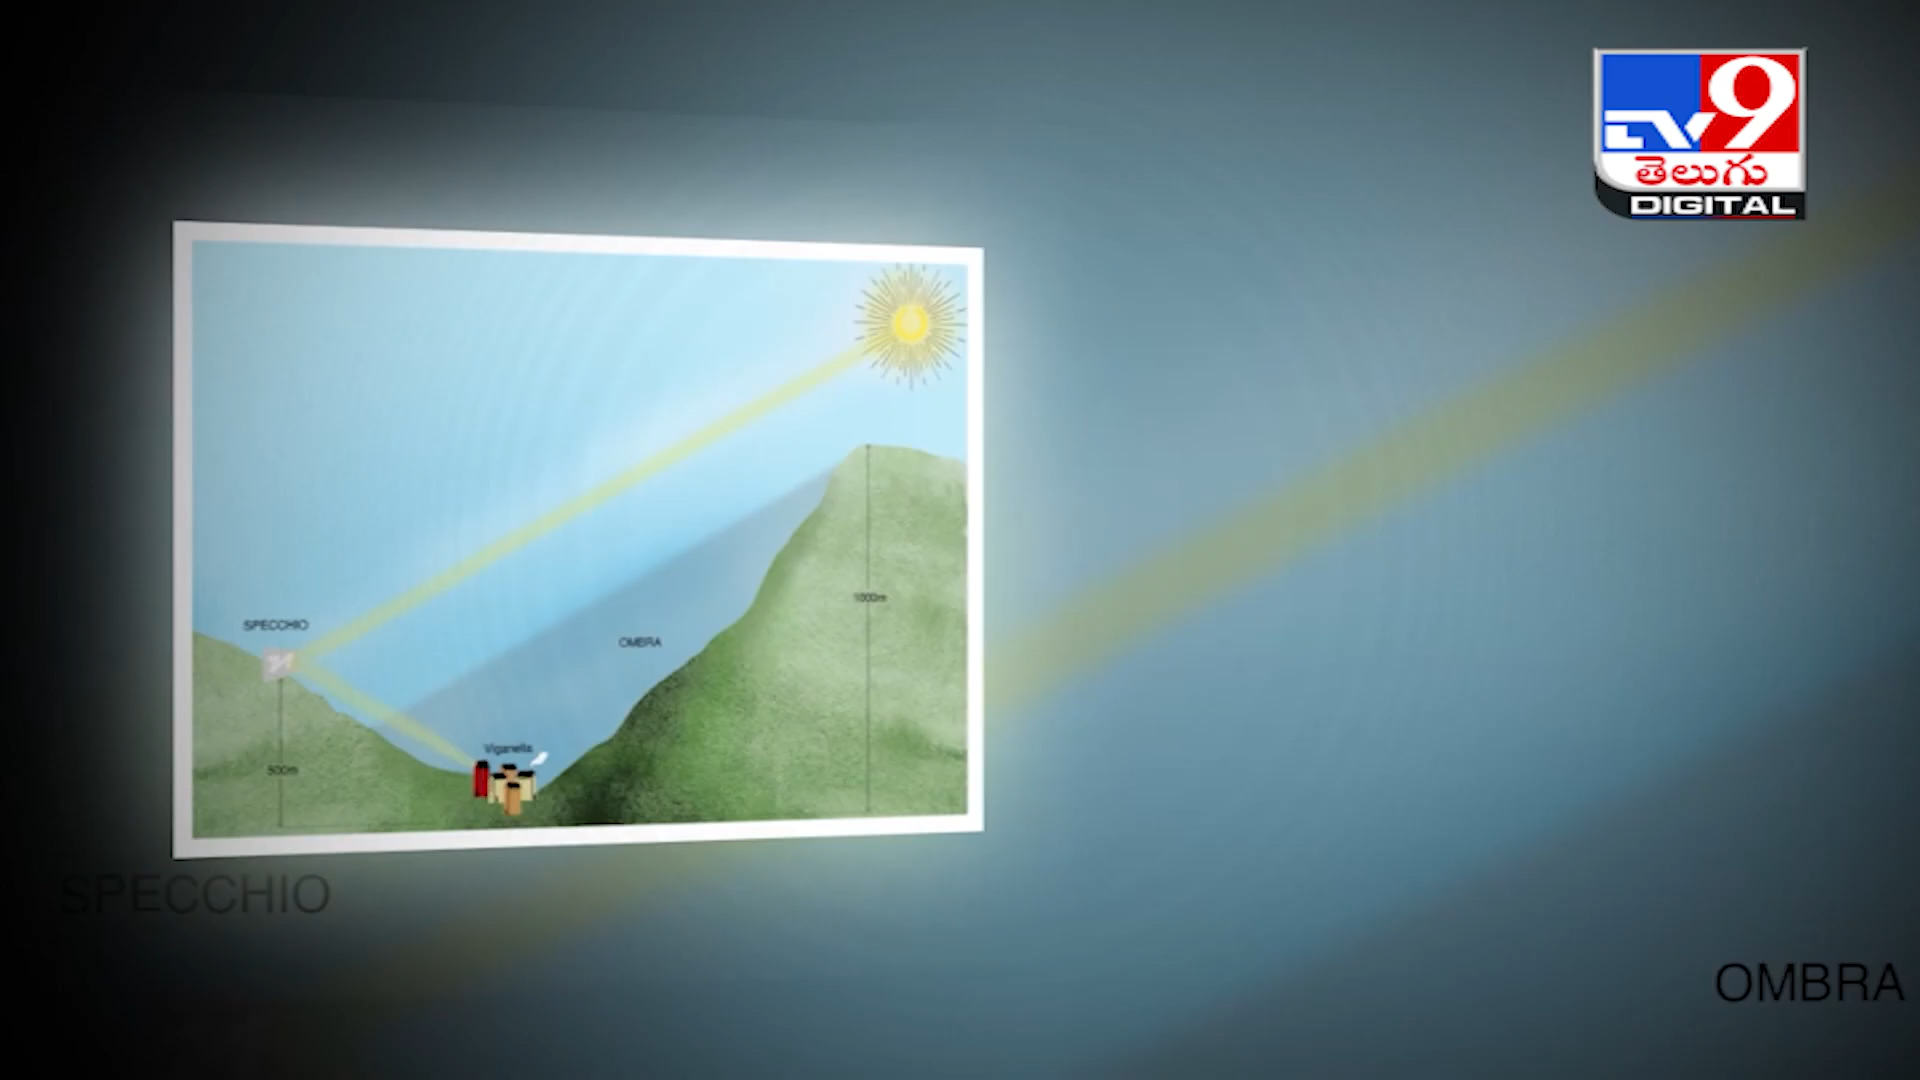 TV9
తెలుగు
DIGITAL
SPECCHIO
OMBRA
1000m
Viganella
500m
SPECCHIO
OMBRA